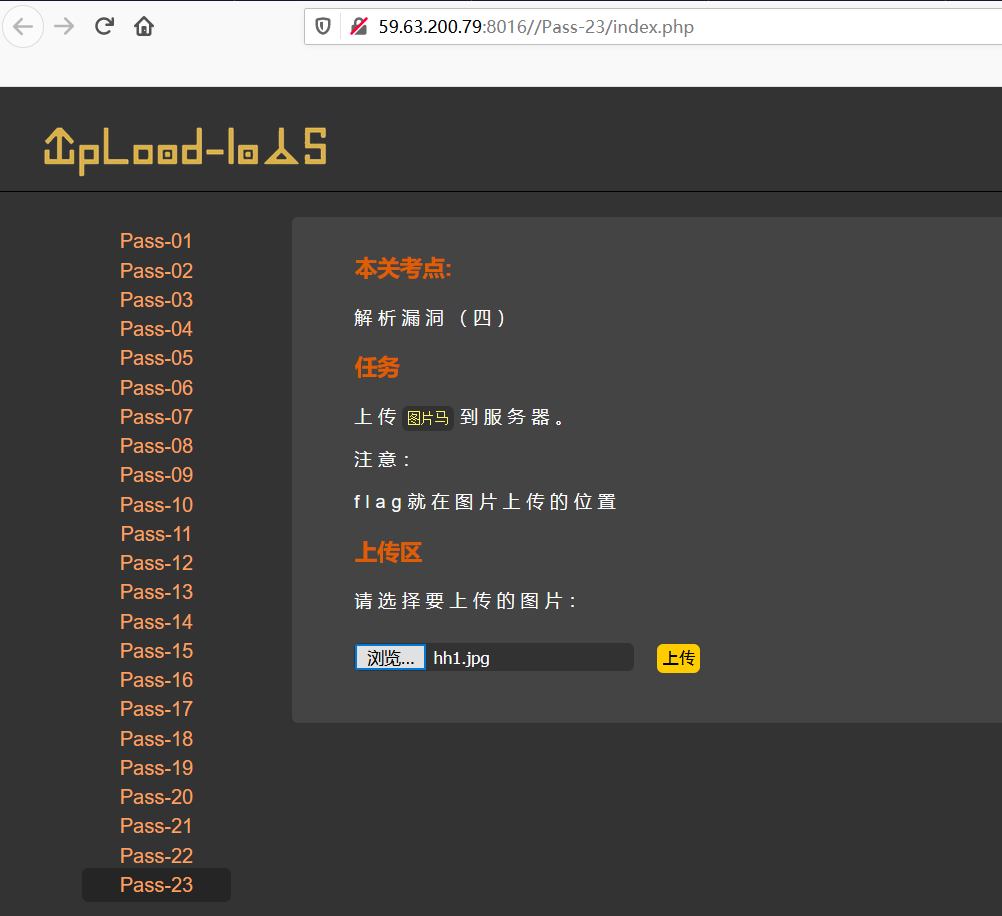 59.63.200.79:8016//Pass-23/index.php
UpLoad-labs
Pass-01
Pass-02
Pass-03
Pass-04
Pass-05
Pass-06
Pass-07
Pass-08
Pass-09
Pass-10
Pass-11
Pass-12
Pass-13
Pass-14
Pass-15
Pass-16
Pass-17
Pass-18
Pass-19
Pass-20
Pass-21
Pass-22
Pass-23
本关考点:
解析漏洞（四）
任务
上传图片马到服务器。
注意：
flag就在图片上传的位置
上传区
请选择要上传的图片：
浏览... hh1.jpg 上传